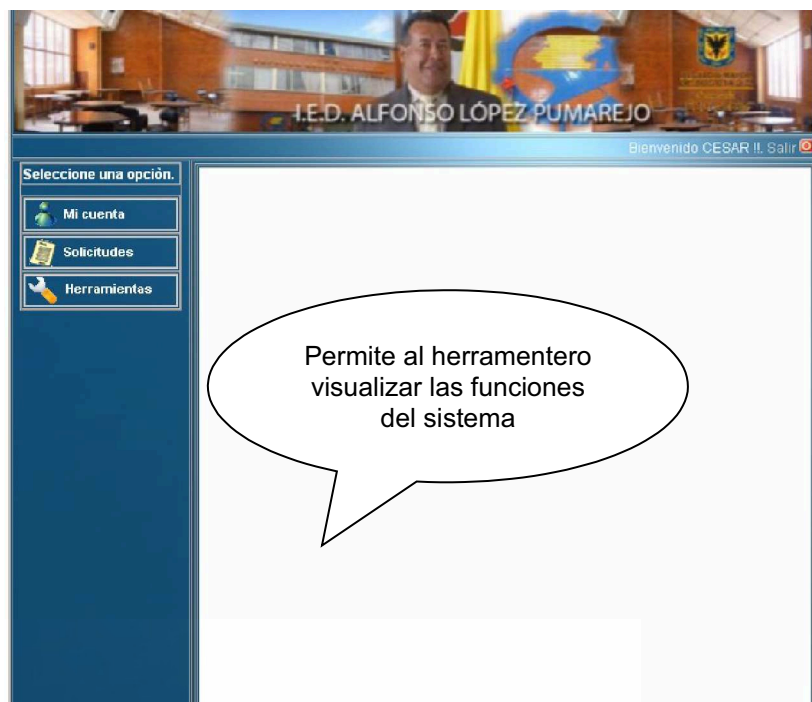 I.E.D. ALFONSO LÓPEZ PUMAREJO
Bienvenido CESAR !!. Salir
Seleccione una opciòn.
Mi cuenta
Solicitudes
Herramientas
Permite al herramentero
visualizar las funciones
del sistema